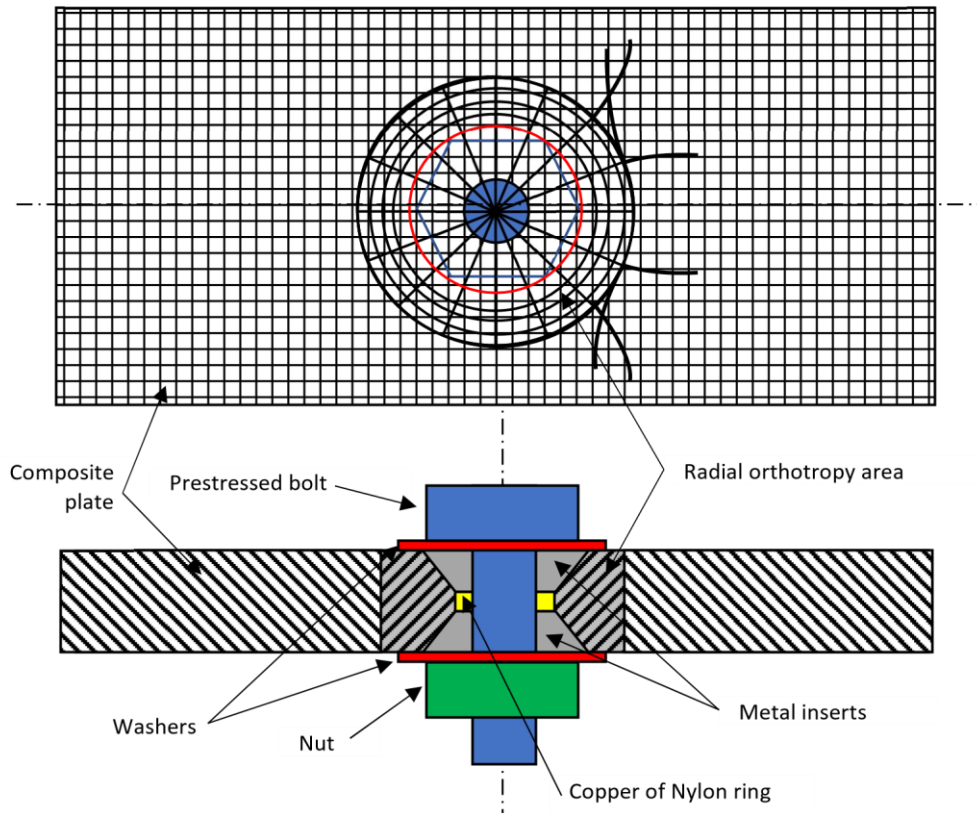 Composite
plate
Prestressed bolt
Radial orthotropy area
Washers
Nut
Metal inserts
Copper of Nylon ring